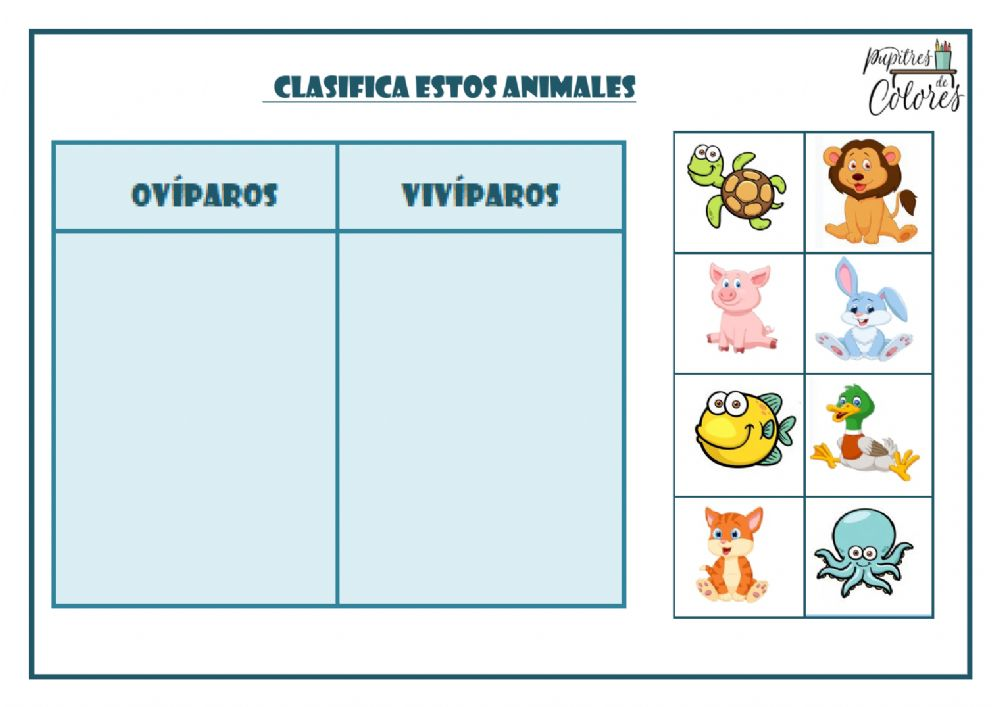 Pupitres
de
Colores
CLASIFICA ESTOS ANIMALES
OVÍPAROS
VIVÍPAROS